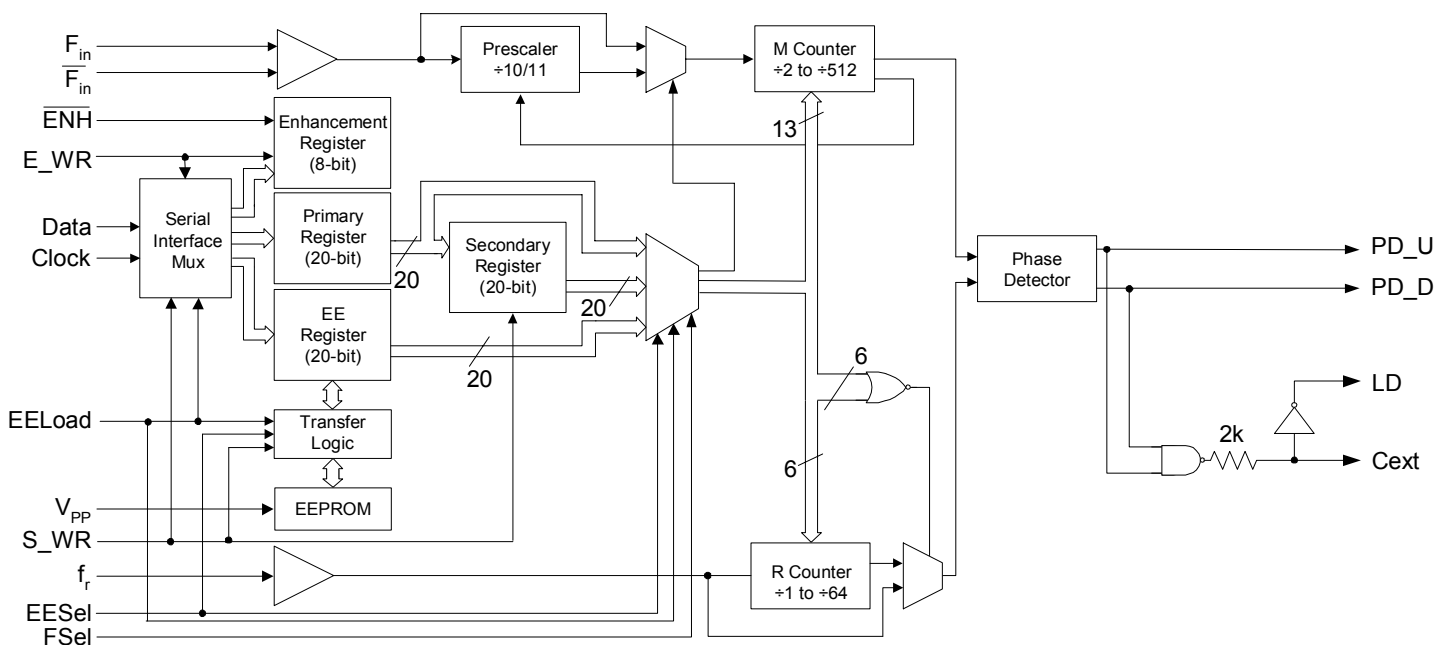 F_in
F̅_in
E̅N̅H̅
E_WR
Data
Clock
EELoad
V_PP
S_WR
f_r
EESel
FSel
Prescaler
÷10/11
M Counter
÷2 to ÷512
13
Enhancement
Register
(8-bit)
Serial
Interface
Mux
Primary
Register
(20-bit)
20
Secondary
Register
(20-bit)
20
EE
Register
(20-bit)
20
Transfer
Logic
EEPROM
6
6
R Counter
÷1 to ÷64
Phase
Detector
PD_U
PD_D
LD
2k
Cext